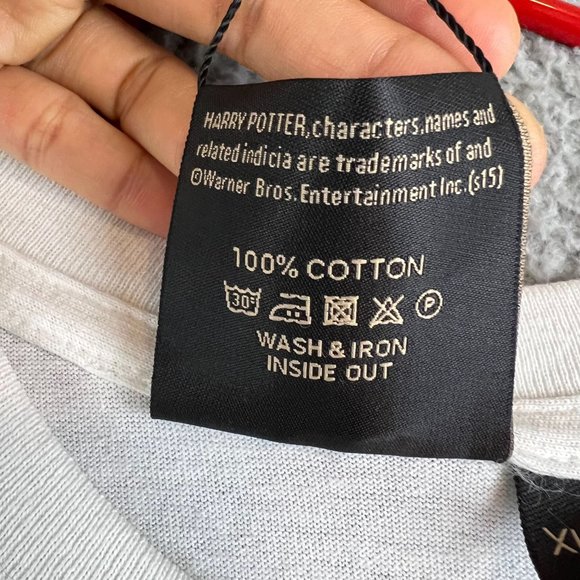 HARRY POTTER, characters, names and
related indicia are trademarks of and
©Warner Bros. Entertainment Inc. (s15)
100% COTTON
30° P
WASH & IRON
INSIDE OUT